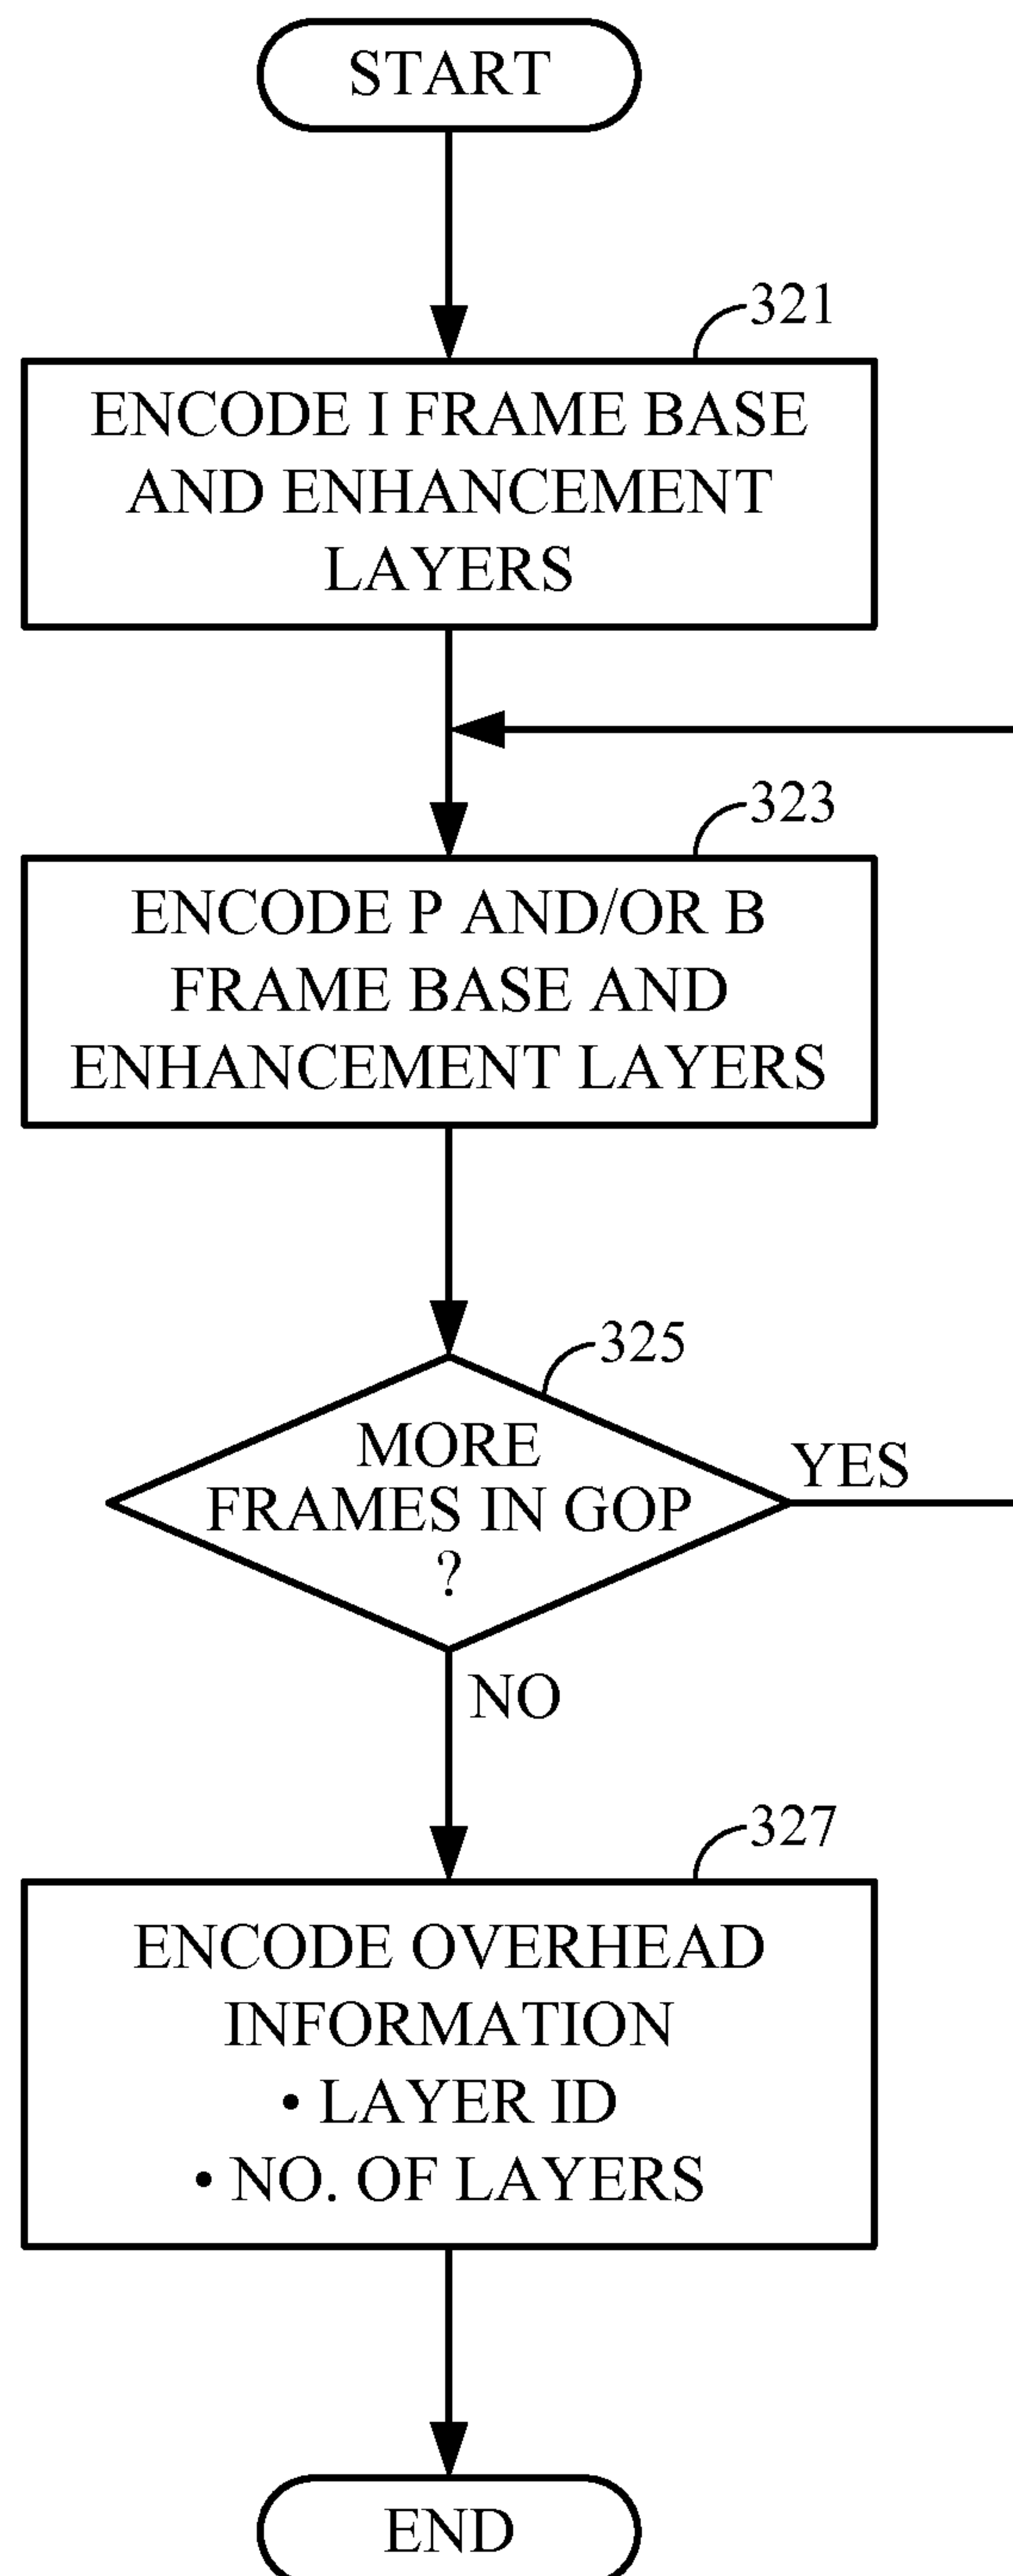 START
321
ENCODE I FRAME BASE
AND ENHANCEMENT
LAYERS
323
ENCODE P AND/OR B
FRAME BASE AND
ENHANCEMENT LAYERS
325
MORE
FRAMES IN GOP
?
YES
NO
327
ENCODE OVERHEAD
INFORMATION
• LAYER ID
• NO. OF LAYERS
END